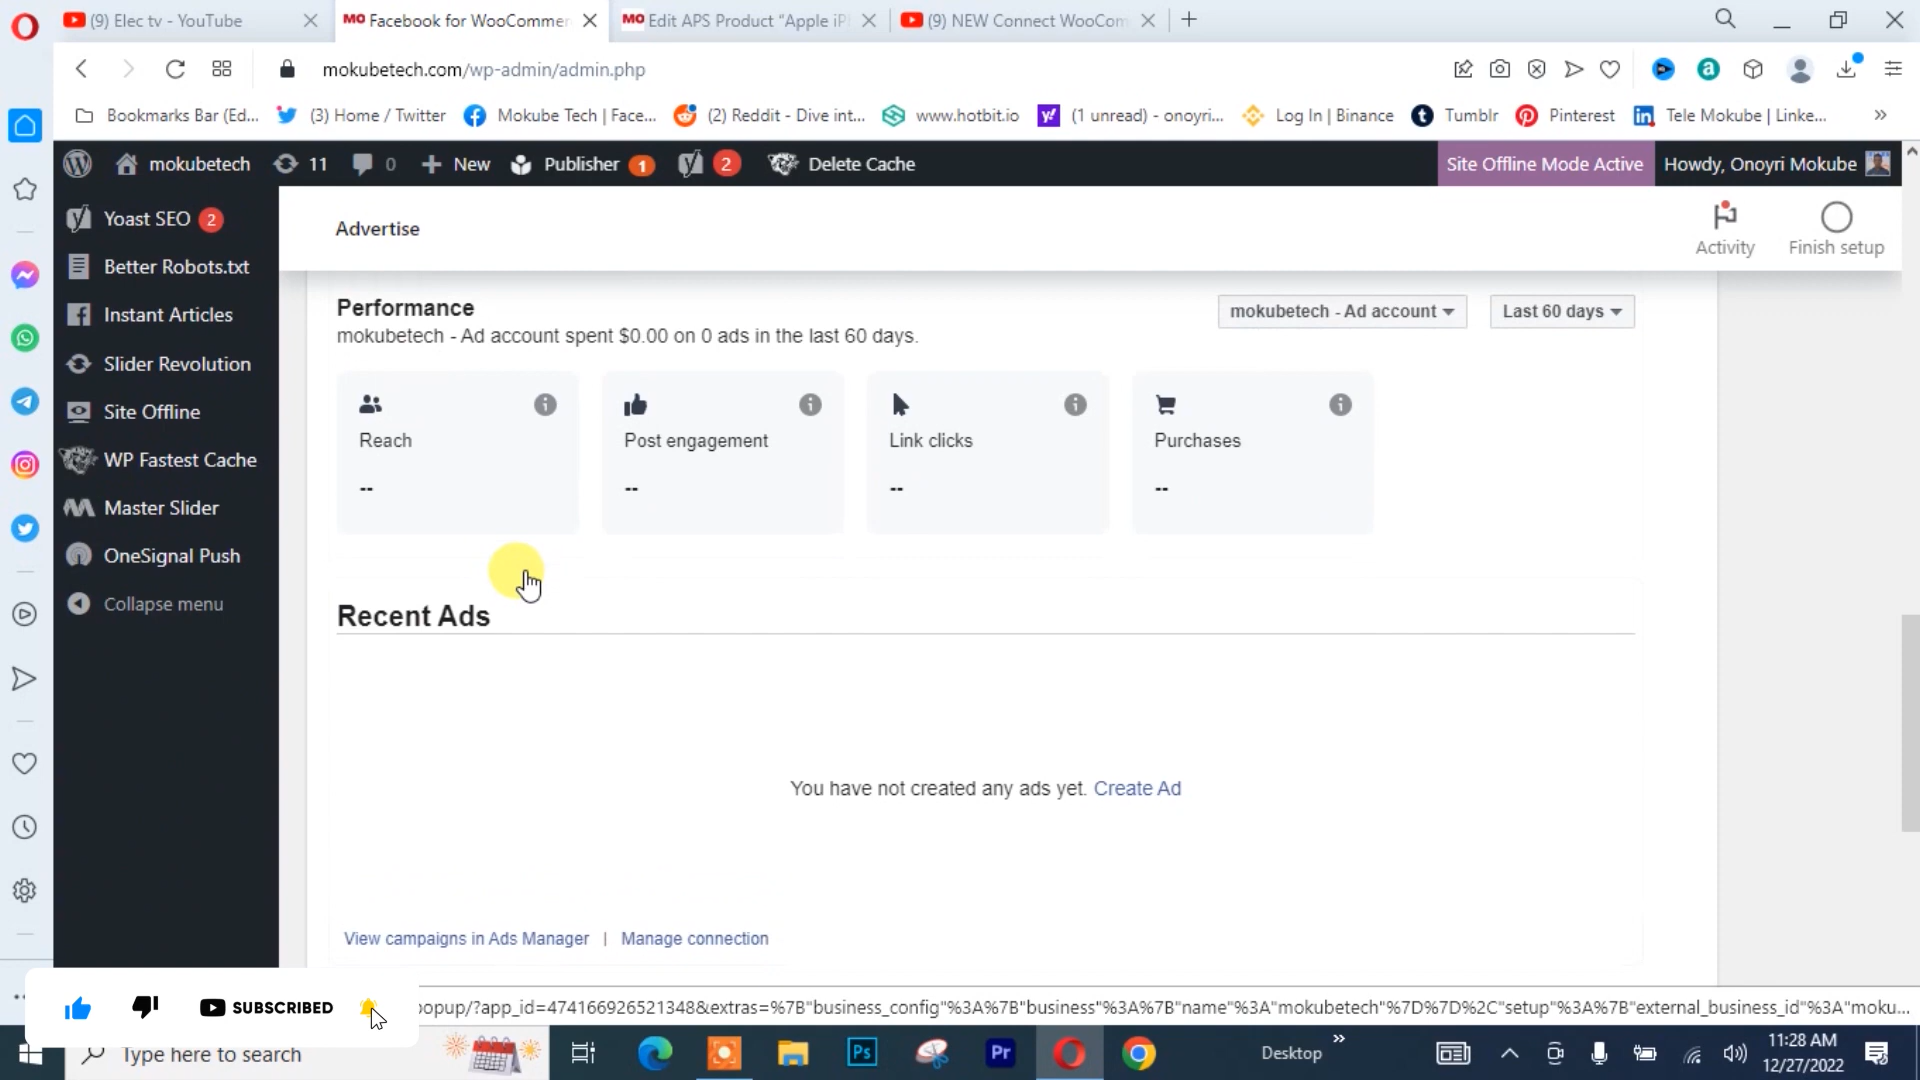 (9) Elec tv - YouTube
MO Facebook for WooCommer
MO Edit APS Product "Apple iP
(9) NEW Connect WooCom
mokubetech.com/wp-admin/admin.php
Bookmarks Bar (Ed...
(3) Home / Twitter
Mokube Tech | Face...
(2) Reddit - Dive int...
www.hotbit.io
(1 unread) - onoyri...
Log In | Binance
Tumblr
Pinterest
Tele Mokube | Linke...
mokubetech
11
0
New
Publisher 1
2
Delete Cache
Site Offline Mode Active
Howdy, Onoyri Mokube
Yoast SEO 2
Better Robots.txt
Instant Articles
Slider Revolution
Site Offline
WP Fastest Cache
Master Slider
OneSignal Push
Collapse menu
Advertise
Activity
Finish setup
Performance
mokubetech - Ad account
Last 60 days
mokubetech - Ad account spent $0.00 on 0 ads in the last 60 days.
Reach
--
Post engagement
--
Link clicks
--
Purchases
--
Recent Ads
You have not created any ads yet. Create Ad
View campaigns in Ads Manager | Manage connection
SUBSCRIBED
popup/?app_id=474166926521348&extras=%7B"business_config"%3A%7B"business"%3A%7B"name"%3A"mokubetech"%7D%7D%2C"setup"%3A%7B"external_business_id"%3A"moku...
Type here to search
Ps
Pr
Desktop
11:28 AM
12/27/2022